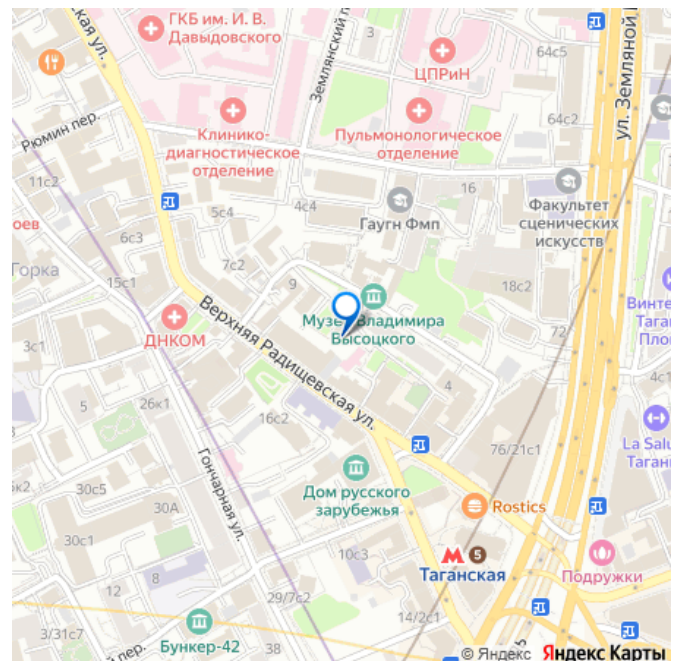 ГКБ им. И. В.
Давыдовского
ская ул.
Землянский п
3
ЦПРиН
64с5
ул. Земляной
Рюмин пер.
Клинико-
диагностическое
отделение
Пульмонологическое
отделение
64с2
11с2
5с4
4с4
16
Гаугн Фмп
Факультет
сценических
искусств
оев
6с3
Горка
7с2
15с1
9
18с2
Музей Владимира
Высоцкого
Винте
Тага
Пло
ДНКОМ
Верхняя Радищевская ул.
72
3с1
4
4с1
5
26к1
16с2
La Salu
Таган
76/21с1
Гончарная ул.
к2
30с5
Дом русского
зарубежья
Rostics
30А
30с1
10с3
М 5
Таганская
Подружки
12
8
29/7с2
14/2с1
3/31с7
й пер.
Бункер-42
38
© Яндекс Яндекс Карты